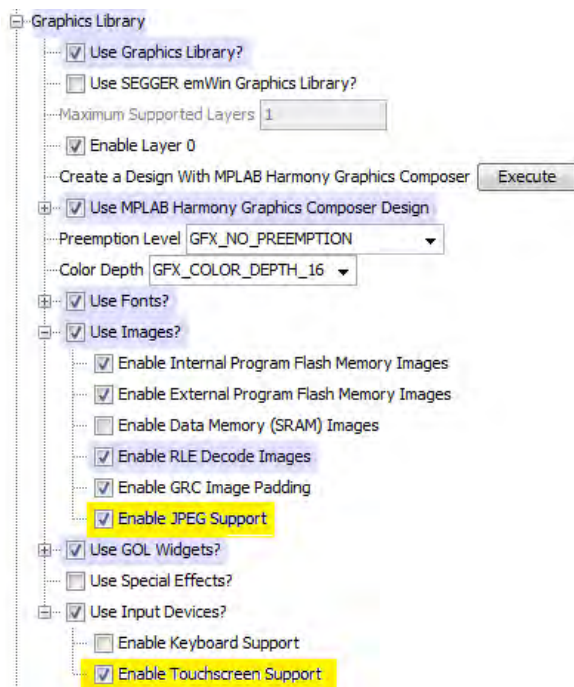 Graphics Library
Use Graphics Library?
Use SEGGER emWin Graphics Library?
Maximum Supported Layers 1
Enable Layer 0
Create a Design With MPLAB Harmony Graphics Composer Execute
Use MPLAB Harmony Graphics Composer Design
Preemption Level GFX_NO_PREEMPTION
Color Depth GFX_COLOR_DEPTH_16
Use Fonts?
Use Images?
Enable Internal Program Flash Memory Images
Enable External Program Flash Memory Images
Enable Data Memory (SRAM) Images
Enable RLE Decode Images
Enable GRC Image Padding
Enable JPEG Support
Use GOL Widgets?
Use Special Effects?
Use Input Devices?
Enable Keyboard Support
Enable Touchscreen Support